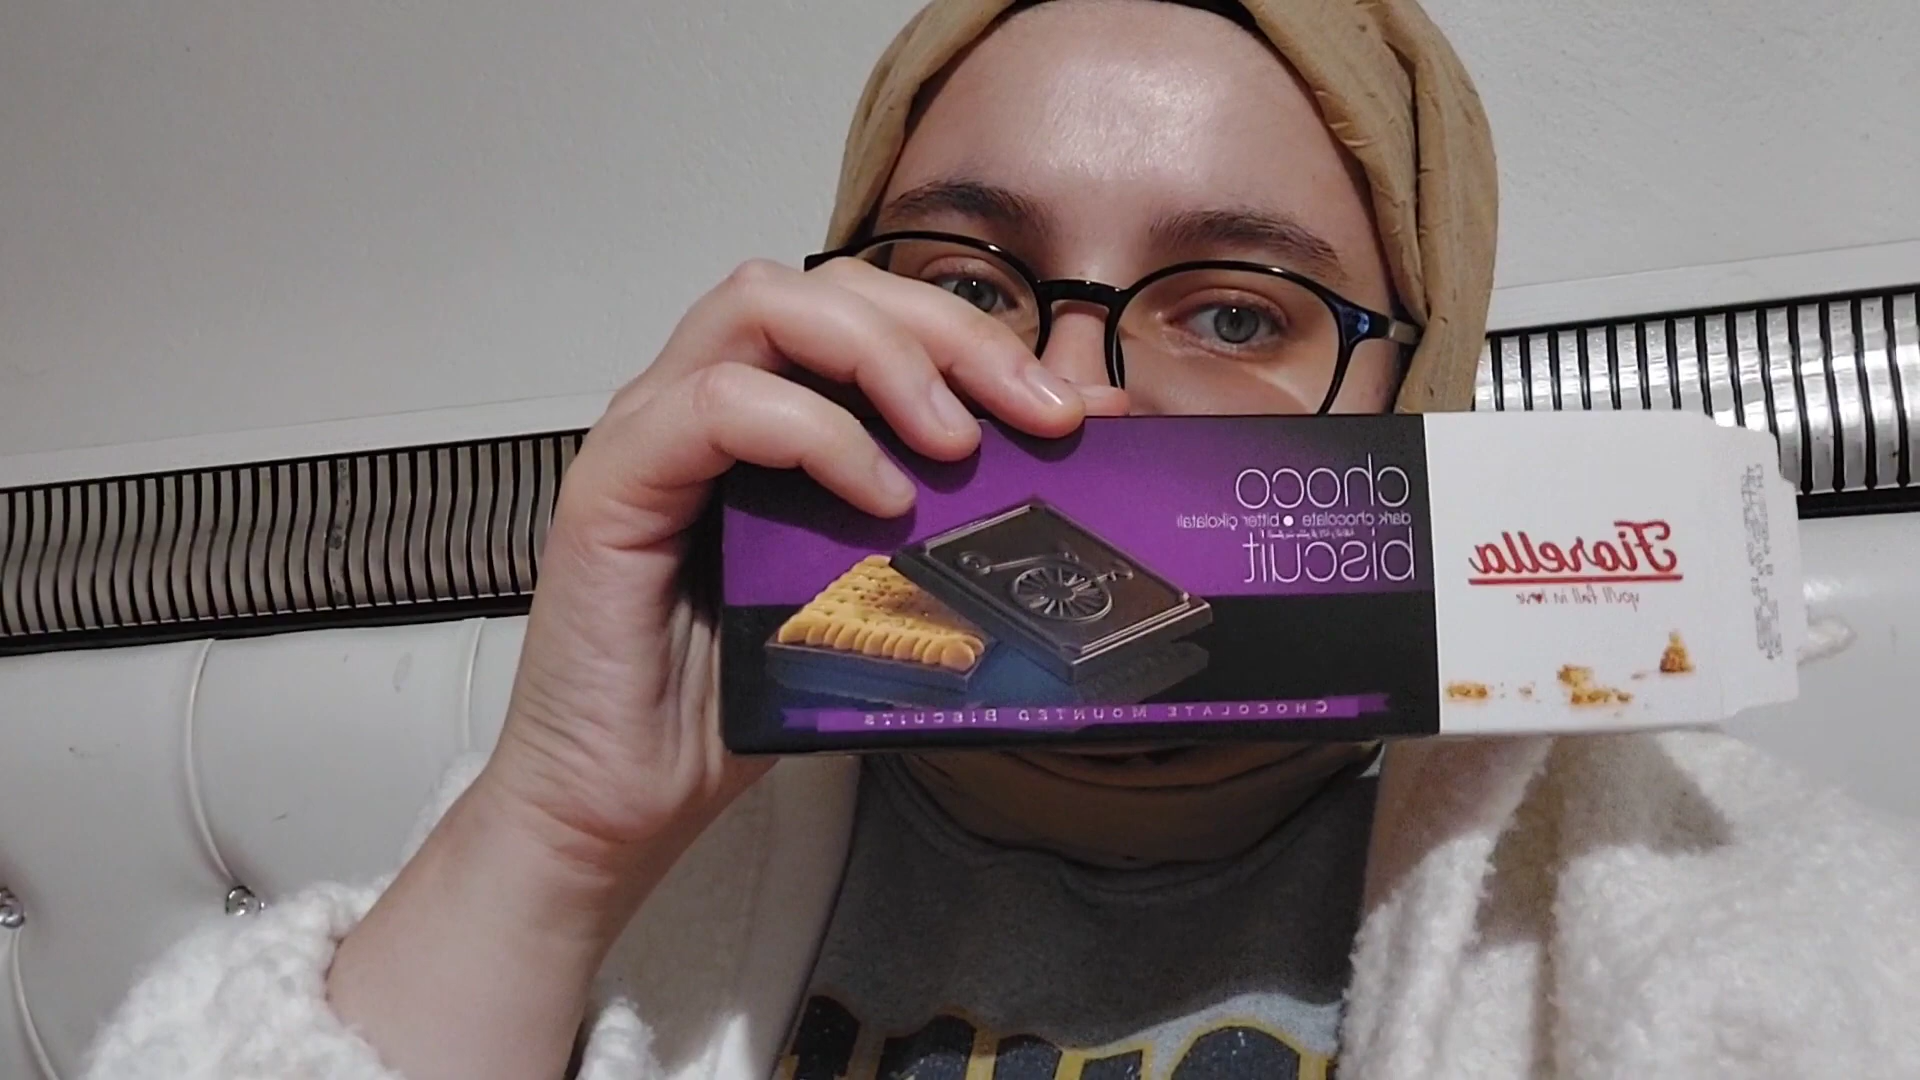 choco
dark chocolate • bitter çikolatalı
biscuit
CHOCOLATE MOUNTED BISCUITS
Fiorella
you'll fall in love